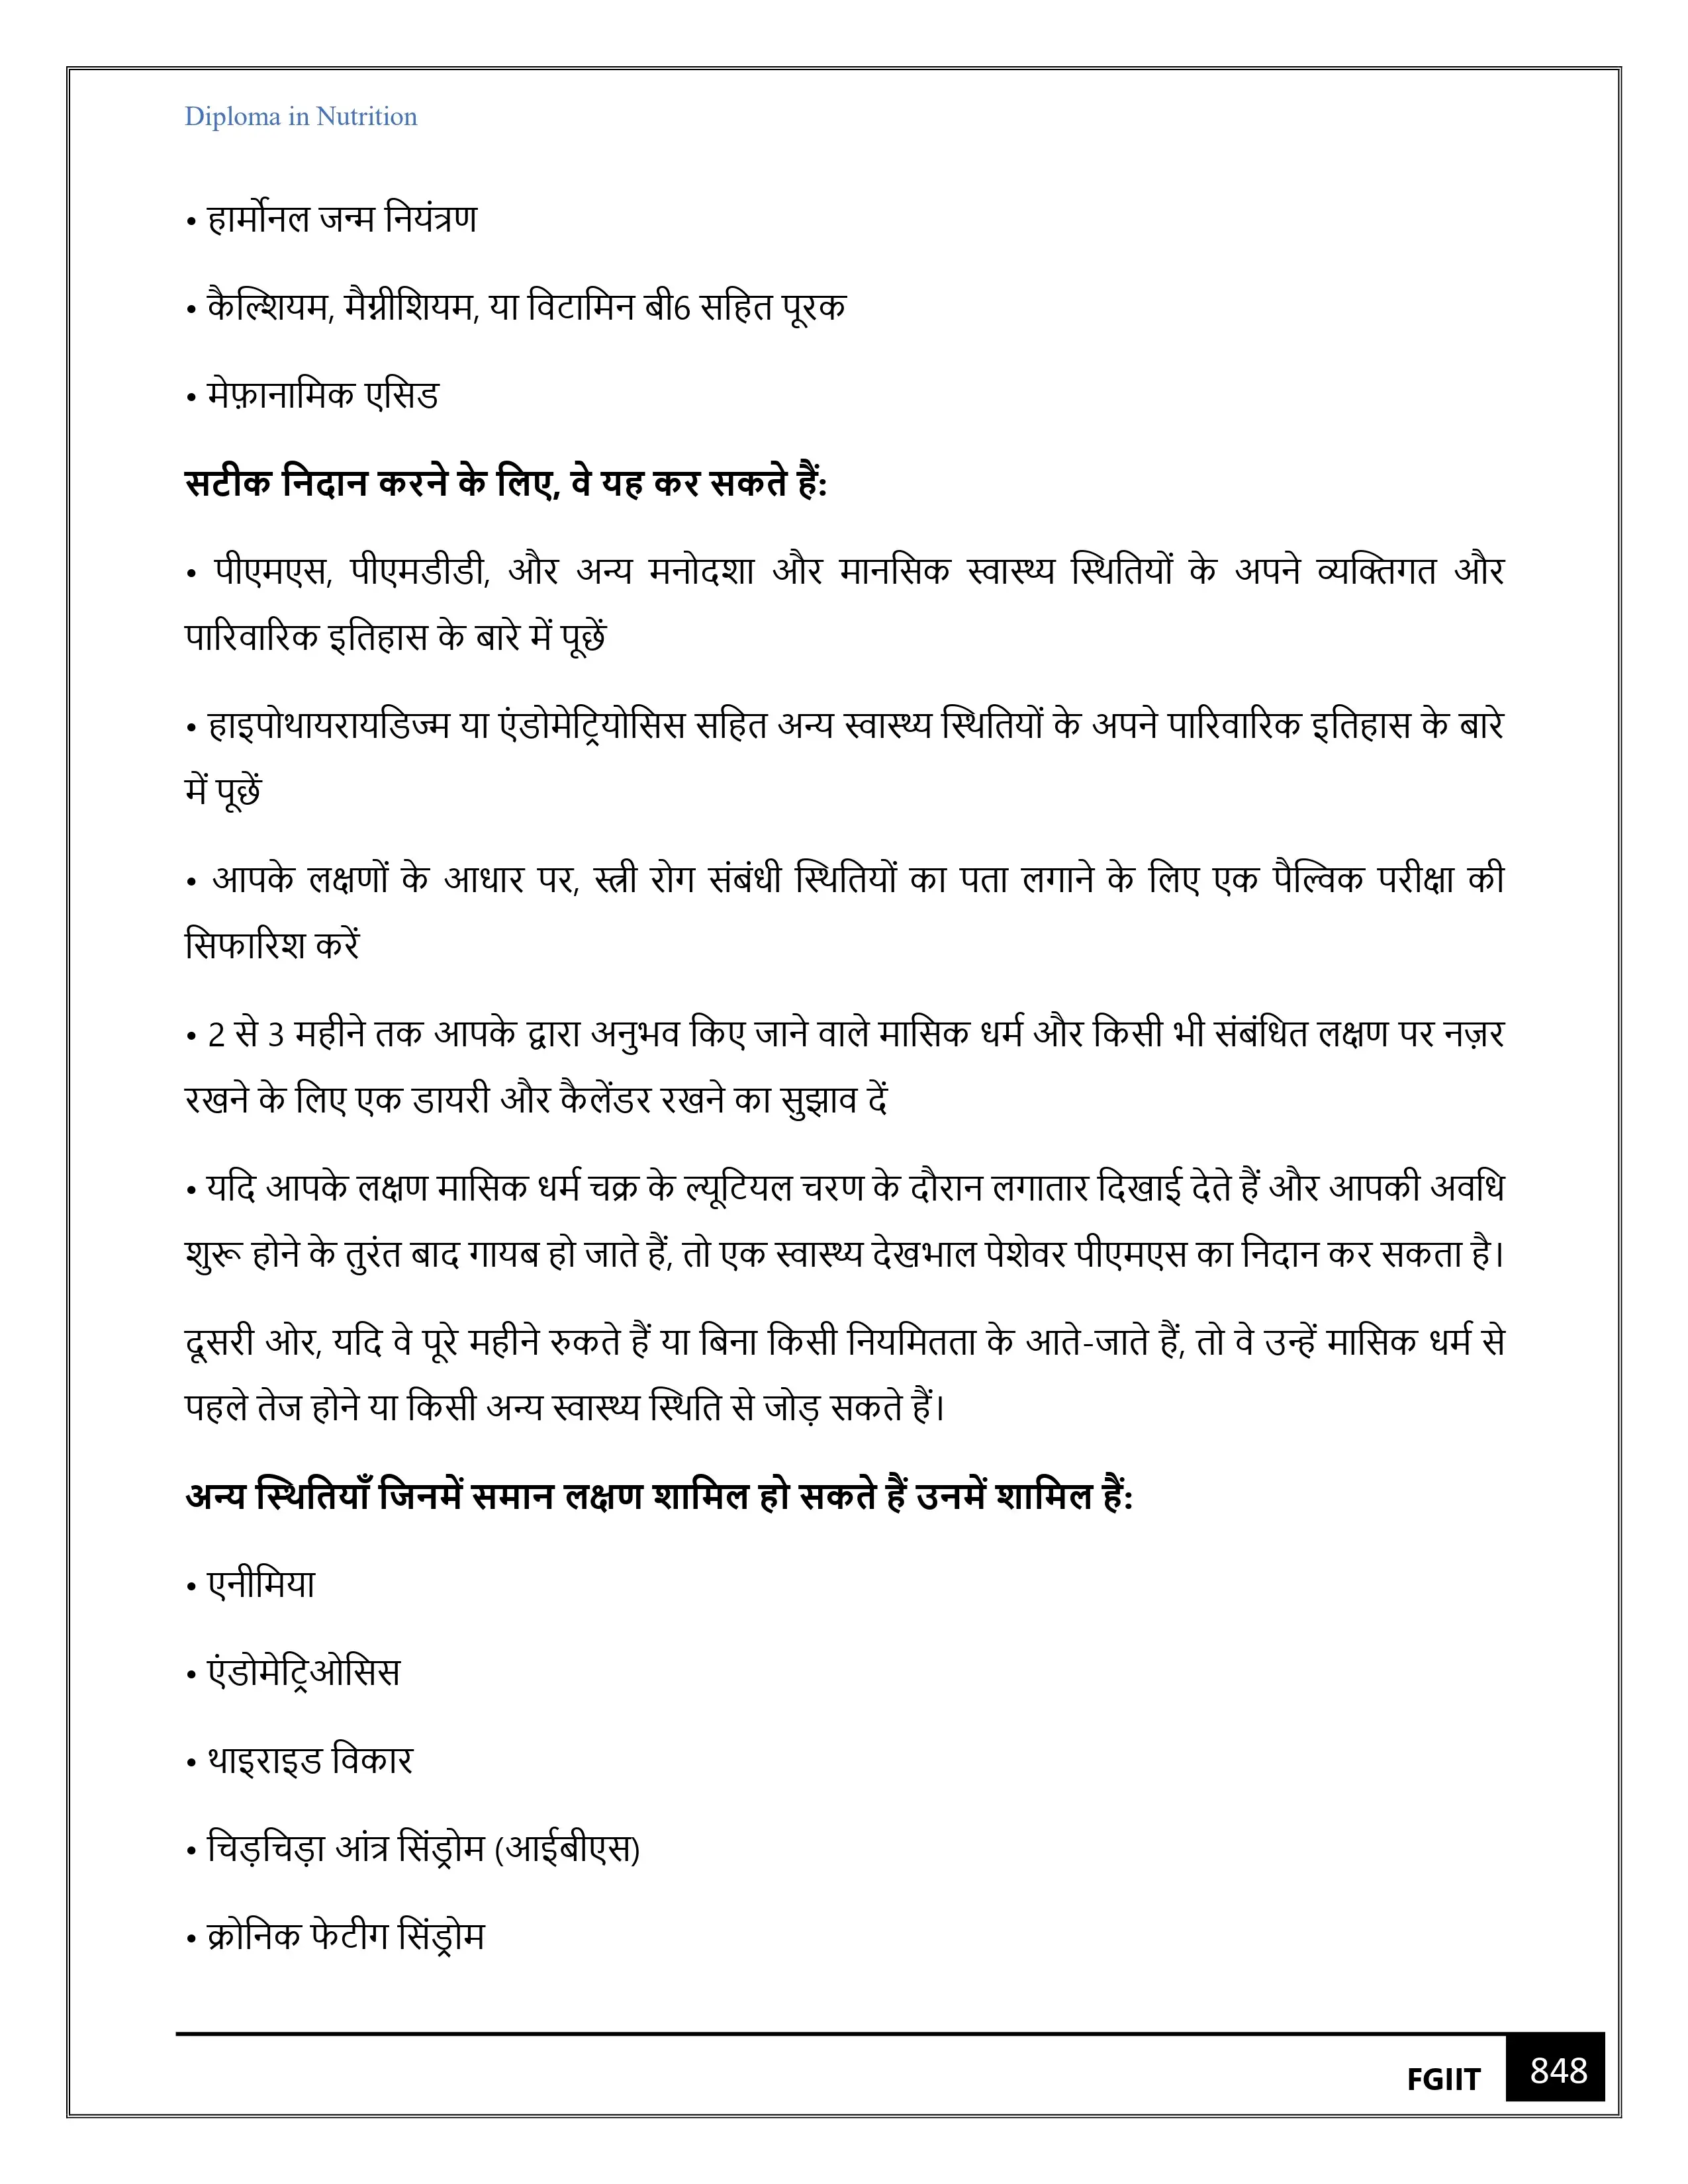 Diploma in Nutrition
• हार्मोनल जन्म नियंत्रण
• कैल्शियम, मैग्नीशियम, या विटामिन बी6 सहित पूरक
• मेफ़ानामिक एसिड
सटीक निदान करने के लिए, वे यह कर सकते हैं:
• पीएमएस, पीएमडीडी, और अन्य मनोदशा और मानसिक स्वास्थ्य स्थितियों के अपने व्यक्तिगत और
पारिवारिक इतिहास के बारे में पूछें
• हाइपोथायरायडिज्म या एंडोमेट्रियोसिस सहित अन्य स्वास्थ्य स्थितियों के अपने पारिवारिक इतिहास के बारे
में पूछें
• आपके लक्षणों के आधार पर, स्त्री रोग संबंधी स्थितियों का पता लगाने के लिए एक पैल्विक परीक्षा की
सिफारिश करें
• 2 से 3 महीने तक आपके द्वारा अनुभव किए जाने वाले मासिक धर्म और किसी भी संबंधित लक्षण पर नज़र
रखने के लिए एक डायरी और कैलेंडर रखने का सुझाव दें
• यदि आपके लक्षण मासिक धर्म चक्र के ल्यूटियल चरण के दौरान लगातार दिखाई देते हैं और आपकी अवधि
शुरू होने के तुरंत बाद गायब हो जाते हैं, तो एक स्वास्थ्य देखभाल पेशेवर पीएमएस का निदान कर सकता है।
दूसरी ओर, यदि वे पूरे महीने रुकते हैं या बिना किसी नियमितता के आते-जाते हैं, तो वे उन्हें मासिक धर्म से
पहले तेज होने या किसी अन्य स्वास्थ्य स्थिति से जोड़ सकते हैं।
अन्य स्थितियाँ जिनमें समान लक्षण शामिल हो सकते हैं उनमें शामिल हैं:
• एनीमिया
• एंडोमेट्रिओसिस
• थाइराइड विकार
• चिड़चिड़ा आंत्र सिंड्रोम (आईबीएस)
• क्रोनिक फेटीग सिंड्रोम
FGIIT 848